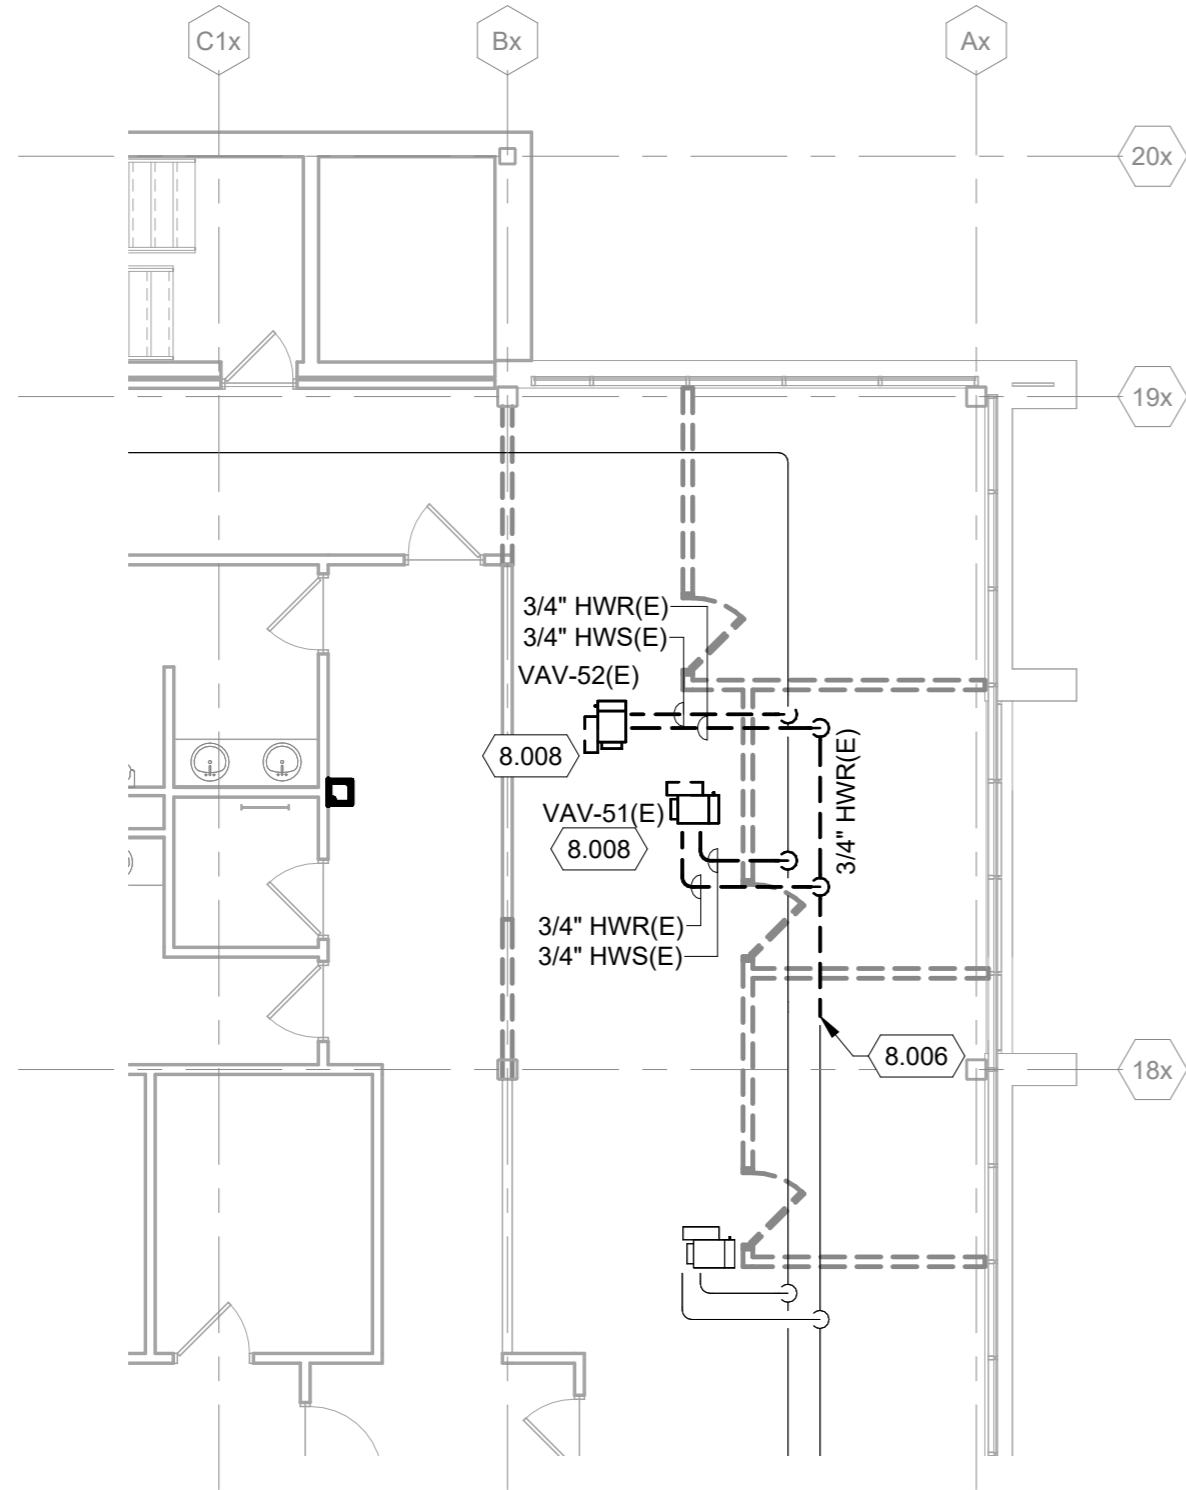 C1x
Bx
Ax
20x
19x
3/4" HWR(E)
3/4" HWS(E)
VAV-52(E)
8.008
3/4" HWR(E)
VAV-51(E)
8.008
3/4" HWR(E)
3/4" HWS(E)
8.006
18x